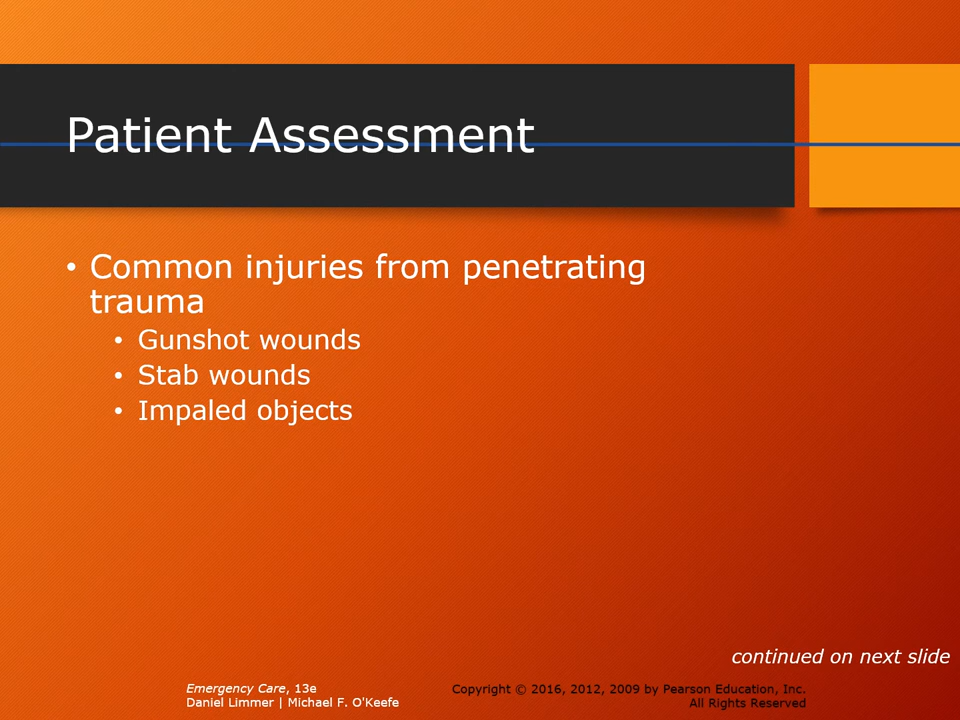 Patient Assessment
• Common injuries from penetrating
trauma
• Gunshot wounds
• Stab wounds
• Impaled objects
continued on next slide
Emergency Care, 13e
Daniel Limmer | Michael F. O'Keefe
Copyright © 2016, 2012, 2009 by Pearson Education, Inc.
All Rights Reserved